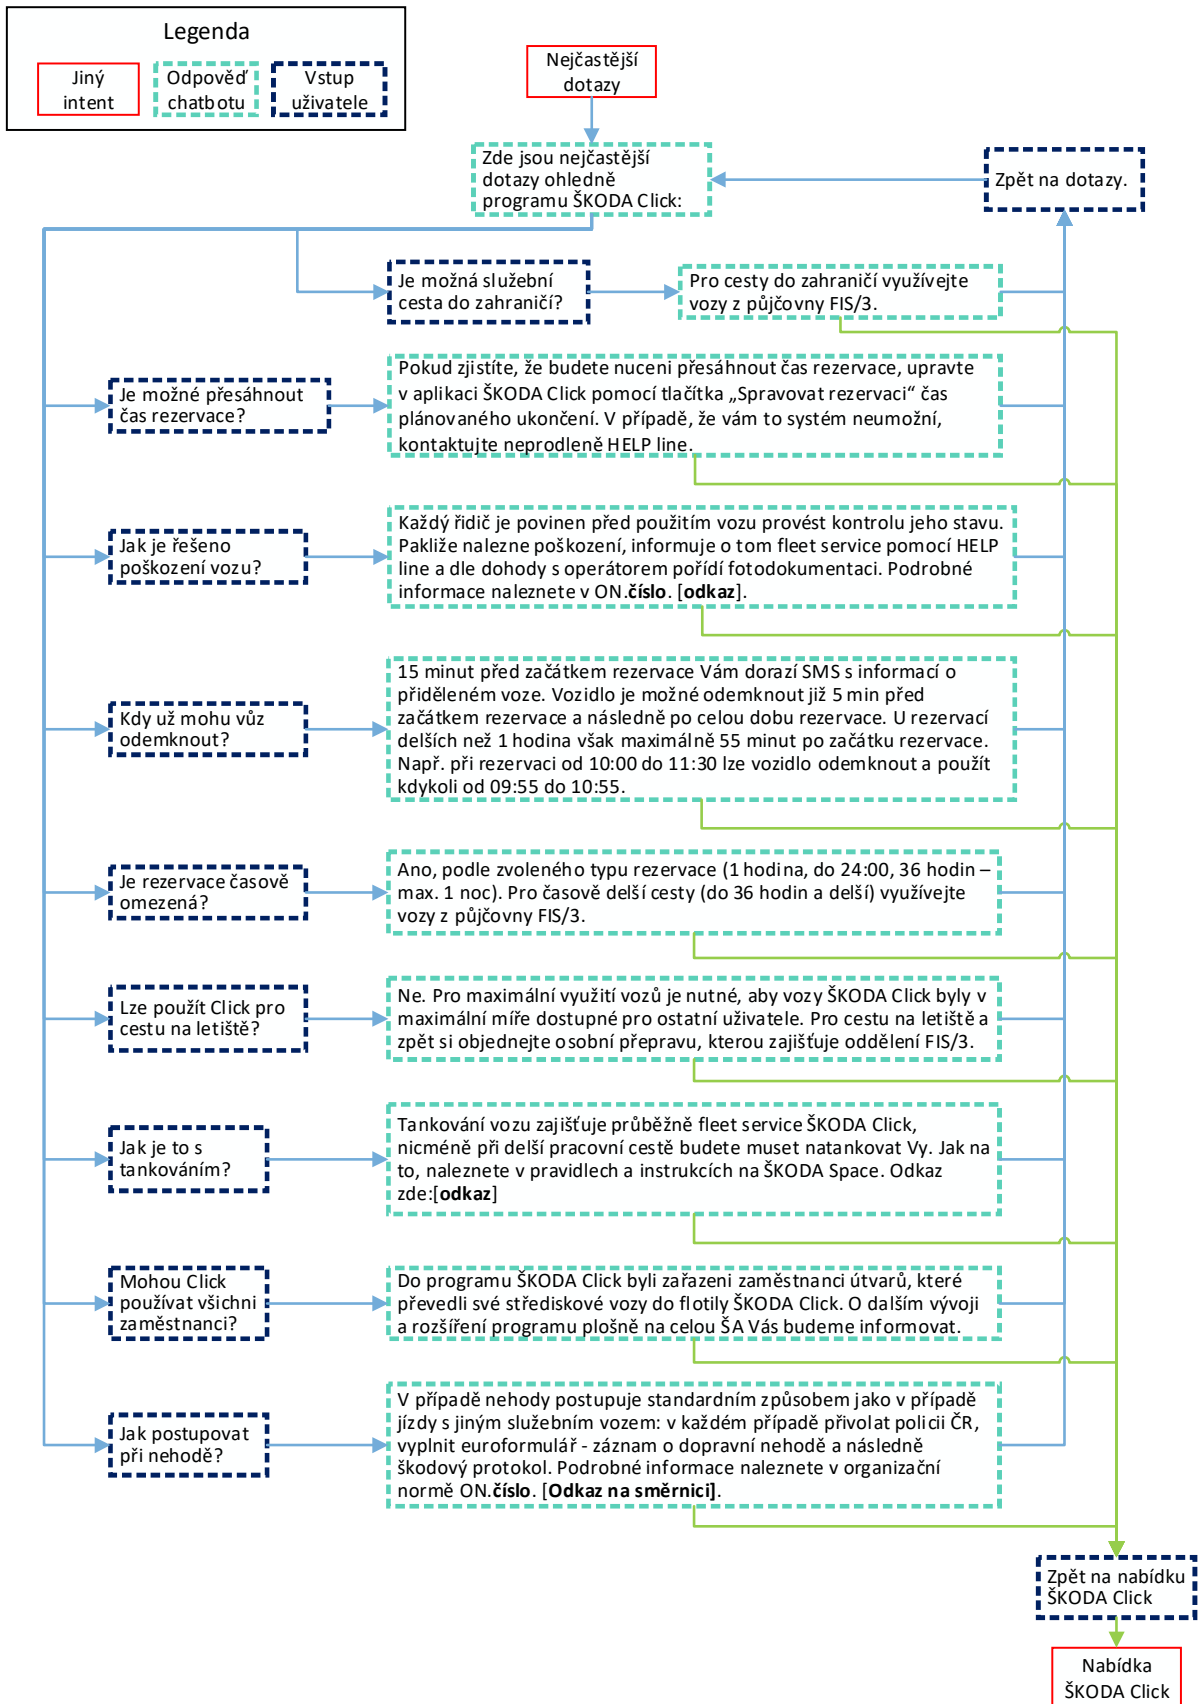 Legenda
Jiný
intent
Odpověď
chatbotu
Vstup
uživatele
Nejčastější
dotazy
Zde jsou nejčastější
dotazy ohledně
programu ŠKODA Click:
Zpět na dotazy.
Je možná služební
cesta do zahraničí?
Pro cesty do zahraničí využívejte
vozy z půjčovny FIS/3.
Je možné přesáhnout
čas rezervace?
Pokud zjistíte, že budete nuceni přesáhnout čas rezervace, upravte
v aplikaci ŠKODA Click pomocí tlačítka „Spravovat rezervaci“ čas
plánovaného ukončení. V případě, že vám to systém neumožní,
kontaktujte neprodleně HELP line.
Jak je řešeno
poškození vozu?
Každý řidič je povinen před použitím vozu provést kontrolu jeho stavu.
Pakliže nalezne poškození, informuje o tom fleet service pomocí HELP
line a dle dohody s operátorem pořídí fotodokumentaci. Podrobné
informace naleznete v ON.číslo. [odkaz].
Kdy už mohu vůz
odemknout?
15 minut před začátkem rezervace Vám dorazí SMS s informací o
přiděleném voze. Vozidlo je možné odemknout již 5 min před
začátkem rezervace a následně po celou dobu rezervace. U rezervací
delších než 1 hodina však maximálně 55 minut po začátku rezervace.
Např. při rezervaci od 10:00 do 11:30 lze vozidlo odemknout a použít
kdykoli od 09:55 do 10:55.
Je rezervace časově
omezená?
Ano, podle zvoleného typu rezervace (1 hodina, do 24:00, 36 hodin –
max. 1 noc). Pro časově delší cesty (do 36 hodin a delší) využívejte
vozy z půjčovny FIS/3.
Lze použít Click pro
cestu na letiště?
Ne. Pro maximální využití vozů je nutné, aby vozy ŠKODA Click byly v
maximální míře dostupné pro ostatní uživatele. Pro cestu na letiště a
zpět si objednejte osobní přepravu, kterou zajišťuje oddělení FIS/3.
Jak je to s
tankováním?
Tankování vozu zajišťuje průběžně fleet service ŠKODA Click,
nicméně při delší pracovní cestě budete muset natankovat Vy. Jak na
to, naleznete v pravidlech a instrukcích na ŠKODA Space. Odkaz
zde:[odkaz]
Mohou Click
používat všichni
zaměstnanci?
Do programu ŠKODA Click byli zařazeni zaměstnanci útvarů, které
převedli své střediskové vozy do flotily ŠKODA Click. O dalším vývoji
a rozšíření programu plošně na celou ŠA Vás budeme informovat.
Jak postupovat
při nehodě?
V případě nehody postupuje standardním způsobem jako v případě
jízdy s jiným služebním vozem: v každém případě přivolat policii ČR,
vyplnit euroformulář - záznam o dopravní nehodě a následně
škodový protokol. Podrobné informace naleznete v organizační
normě ON.číslo. [Odkaz na směrnici].
Zpět na nabídku
ŠKODA Click
Nabídka
ŠKODA Click